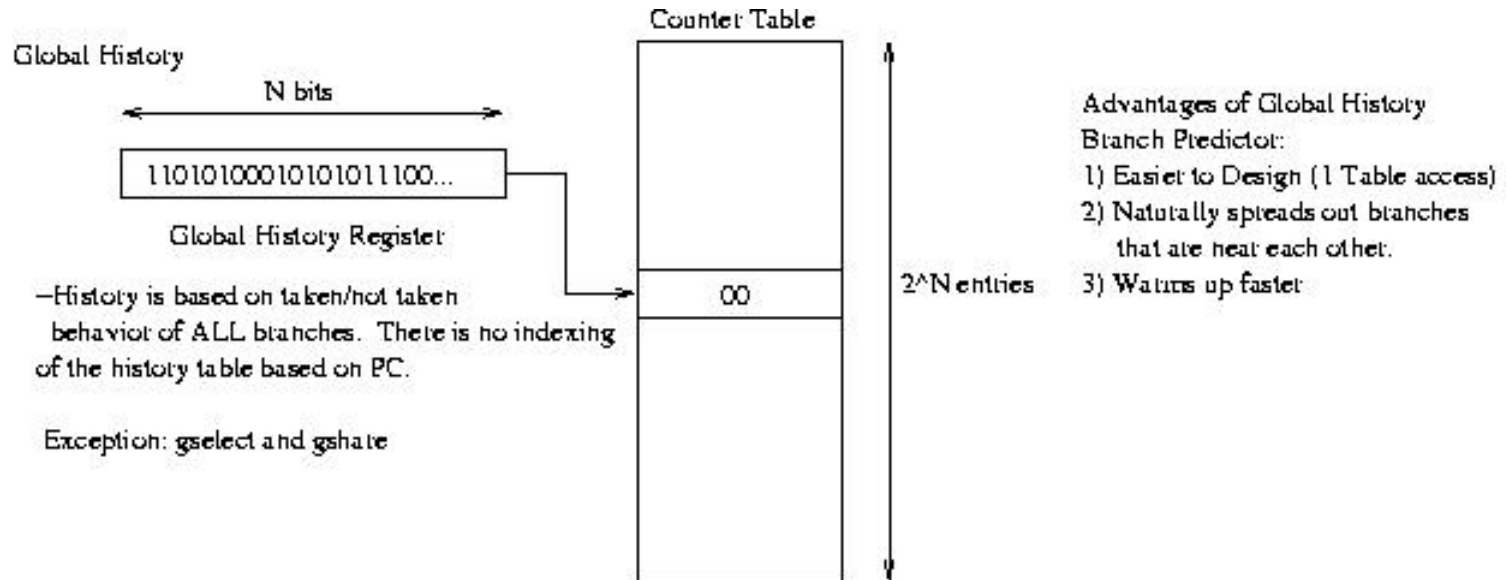 Counter Table
Global History
N bits
11010100010101011100...
Global History Register
—History is based on taken/not taken
behavior of ALL branches. There is no indexing
of the history table based on PC.
Exception: gselect and gshare
00
2^N entries
Advantages of Global History
Branch Predictor:
1) Easier to Design (1 Table access)
2) Naturally spreads out branches
that are near each other.
3) Warms up faster